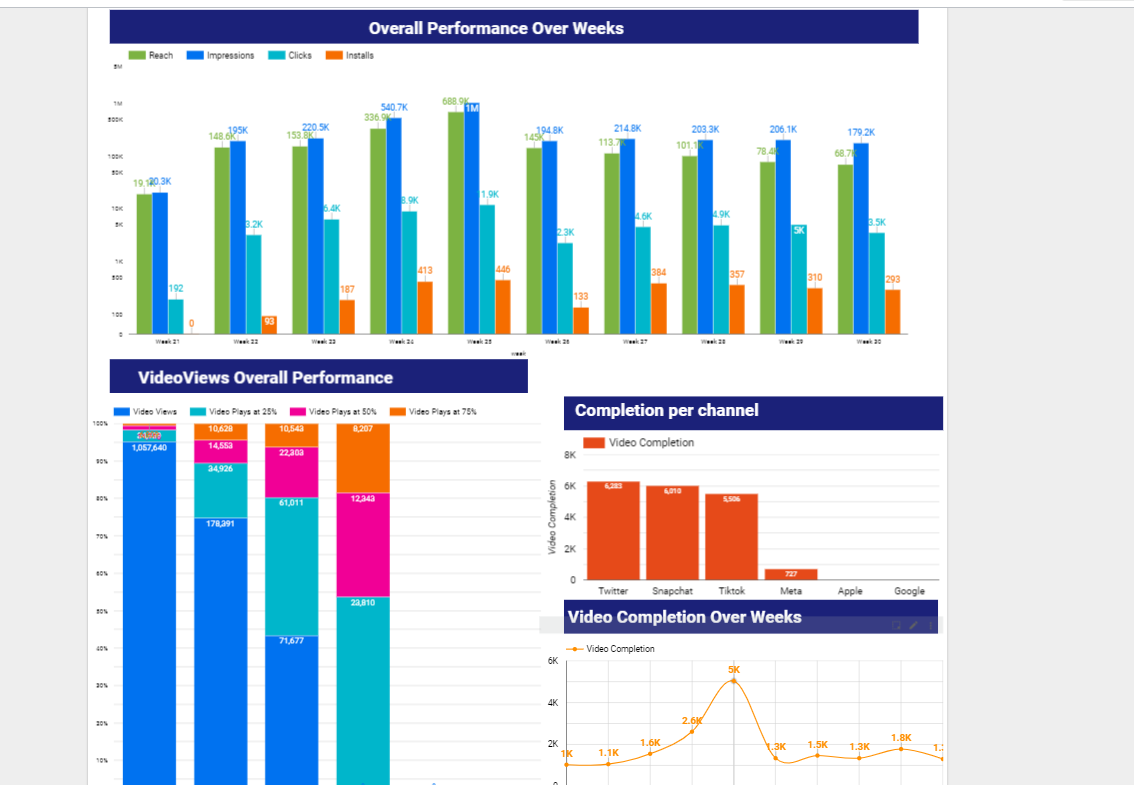 Overall Performance Over Weeks
Reach Impressions Clicks Installs
5M
1M
500K
100K
50K
10K
5K
1K
500
100
0
20.3K 192 0
148.6K 195K 3.2K 93
153.8K 220.5K 6.4K 187
336.9K 540.7K 8.9K 413
688.9K 1M 1.9K 446
145K 194.8K 2.3K 133
113.7K 214.8K 4.6K 384
101.1K 203.3K 4.9K 357
78.4K 206.1K 5K 310
68.7K 179.2K 3.5K 293
Week 21 Week 22 Week 23 Week 24 Week 25 Week 26 Week 27 Week 28 Week 29 Week 30
week
VideoViews Overall Performance
Video Views Video Plays at 25% Video Plays at 50% Video Plays at 75%
100%
90%
80%
70%
60%
50%
40%
30%
20%
10%
1,057,640
10,628
14,553
34,926
178,391
10,543
22,303
61,011
71,677
8,207
12,343
23,810
Completion per channel
Video Completion
Video Completion
8K
6K
4K
2K
0
6,283 6,010 5,506 727
Twitter Snapchat Tiktok Meta Apple Google
Video Completion Over Weeks
Video Completion
6K
4K
2K
0
1K 1.1K 1.6K 2.6K 5K 1.3K 1.5K 1.3K 1.8K